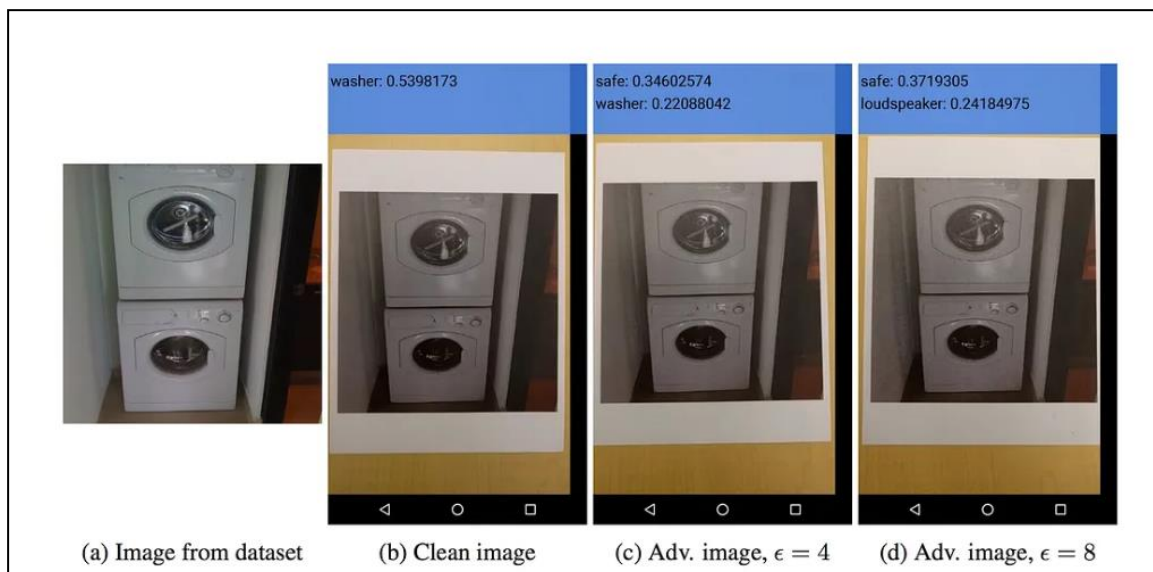 washer: 0.5398173
safe: 0.34602574
washer: 0.22088042
safe: 0.3719305
loudspeaker: 0.24184975
(a) Image from dataset
(b) Clean image
(c) Adv. image, ϵ = 4
(d) Adv. image, ϵ = 8